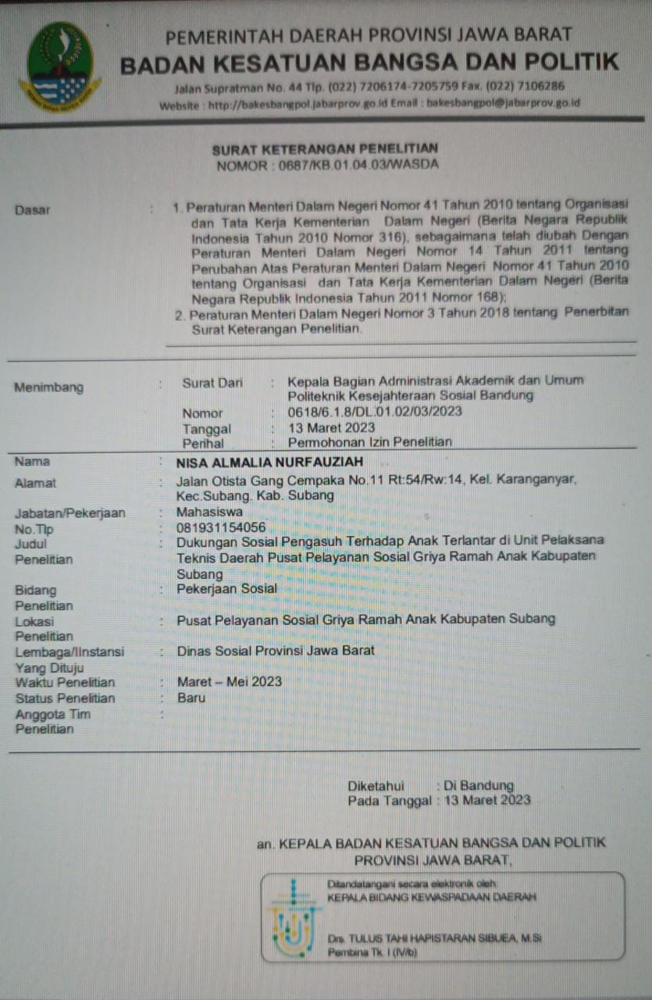 PEMERINTAH DAERAH PROVINSI JAWA BARAT
BADAN KESATUAN BANGSA DAN POLITIK
Jalan Supratman No. 44 Tlp. (022) 7206174-7205759 Fax. (022) 7106286
Website : http://bakesbangpol.jabarprov.go.id Email : bakesbangpol@jabarprov.go.id
SURAT KETERANGAN PENELITIAN
NOMOR : 0687/KB.01.04.03/WASDA
Dasar : 1. Peraturan Menteri Dalam Negeri Nomor 41 Tahun 2010 tentang Organisasi
dan Tata Kerja Kementerian Dalam Negeri (Berita Negara Republik
Indonesia Tahun 2010 Nomor 316), sebagaimana telah diubah Dengan
Peraturan Menteri Dalam Negeri Nomor 14 Tahun 2011 tentang
Perubahan Atas Peraturan Menteri Dalam Negeri Nomor 41 Tahun 2010
tentang Organisasi dan Tata Kerja Kementerian Dalam Negeri (Berita
Negara Republik Indonesia Tahun 2011 Nomor 168);
2. Peraturan Menteri Dalam Negeri Nomor 3 Tahun 2018 tentang Penerbitan
Surat Keterangan Penelitian.
Menimbang : Surat Dari : Kepala Bagian Administrasi Akademik dan Umum
Politeknik Kesejahteraan Sosial Bandung
Nomor : 0618/6.1.8/DL.01.02/03/2023
Tanggal : 13 Maret 2023
Perihal : Permohonan Izin Penelitian
Nama : NISA ALMALIA NURFAUZIAH
Alamat : Jalan Otista Gang Cempaka No.11 Rt:54/Rw:14, Kel. Karanganyar,
Kec.Subang. Kab. Subang
Jabatan/Pekerjaan : Mahasiswa
No.Tlp : 081931154056
Judul : Dukungan Sosial Pengasuh Terhadap Anak Terlantar di Unit Pelaksana
Penelitian Teknis Daerah Pusat Pelayanan Sosial Griya Ramah Anak Kabupaten
Subang
Bidang : Pekerjaan Sosial
Penelitian
Lokasi : Pusat Pelayanan Sosial Griya Ramah Anak Kabupaten Subang
Penelitian
Lembaga/IInstansi : Dinas Sosial Provinsi Jawa Barat
Yang Dituju
Waktu Penelitian : Maret – Mei 2023
Status Penelitian : Baru
Anggota Tim :
Penelitian
Diketahui : Di Bandung
Pada Tanggal : 13 Maret 2023
an. KEPALA BADAN KESATUAN BANGSA DAN POLITIK
PROVINSI JAWA BARAT,
Ditandatangani secara elektronik oleh:
KEPALA BIDANG KEWASPADAAN DAERAH
Drs. TULUS TAHI HAPISTARAN SIBUEA, M.Si
Pembina Tk. I (IV/b)